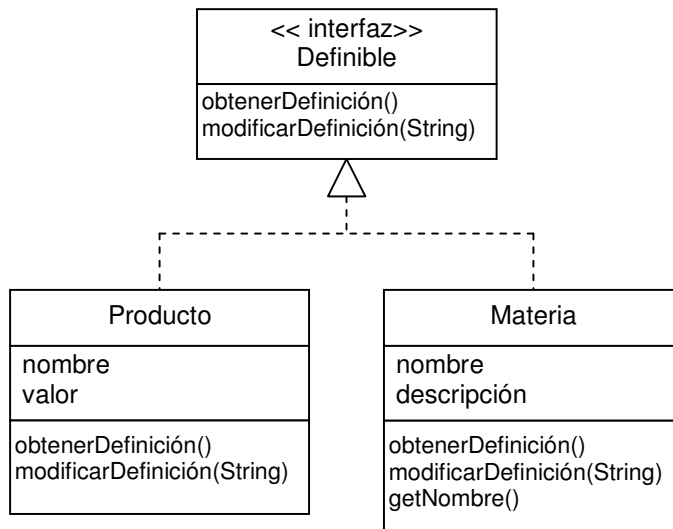 << interfaz>>
Definible
obtenerDefinición()
modificarDefinición(String)
Producto
nombre
valor
obtenerDefinición()
modificarDefinición(String)
Materia
nombre
descripción
obtenerDefinición()
modificarDefinición(String)
getNombre()